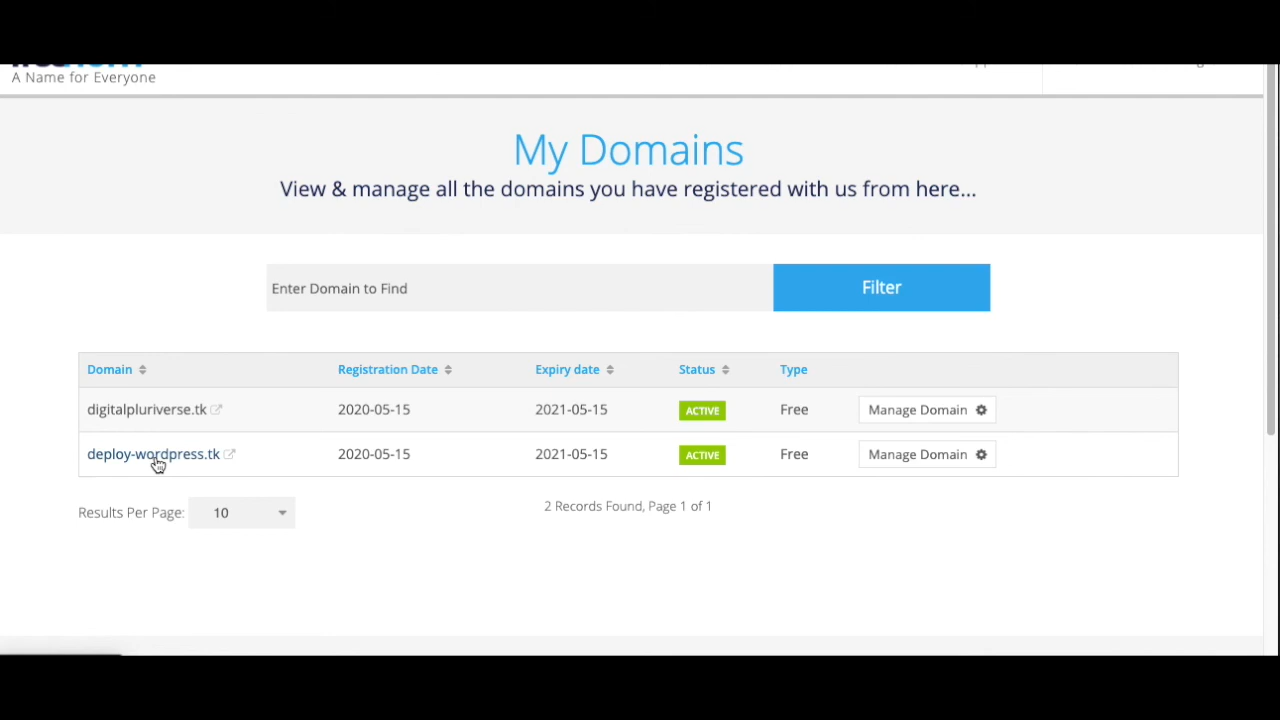 A Name for Everyone
My Domains
View & manage all the domains you have registered with us from here...
Enter Domain to Find
Filter
Domain Registration Date Expiry date Status Type
digitalpluriverse.tk 2020-05-15 2021-05-15 ACTIVE Free Manage Domain
deploy-wordpress.tk 2020-05-15 2021-05-15 ACTIVE Free Manage Domain
Results Per Page: 10
2 Records Found, Page 1 of 1